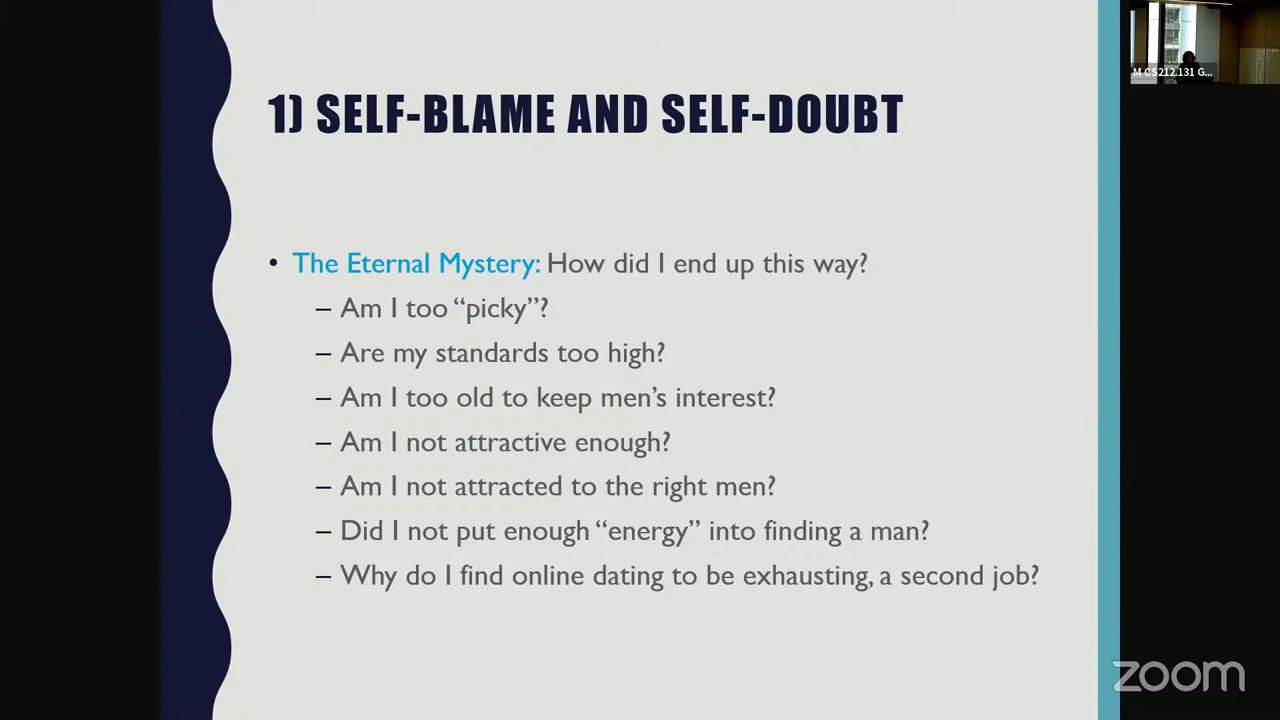 M CS212.131 G...
1) SELF-BLAME AND SELF-DOUBT
• The Eternal Mystery: How did I end up this way?
– Am I too “picky”?
– Are my standards too high?
– Am I too old to keep men’s interest?
– Am I not attractive enough?
– Am I not attracted to the right men?
– Did I not put enough “energy” into finding a man?
– Why do I find online dating to be exhausting, a second job?
zoom